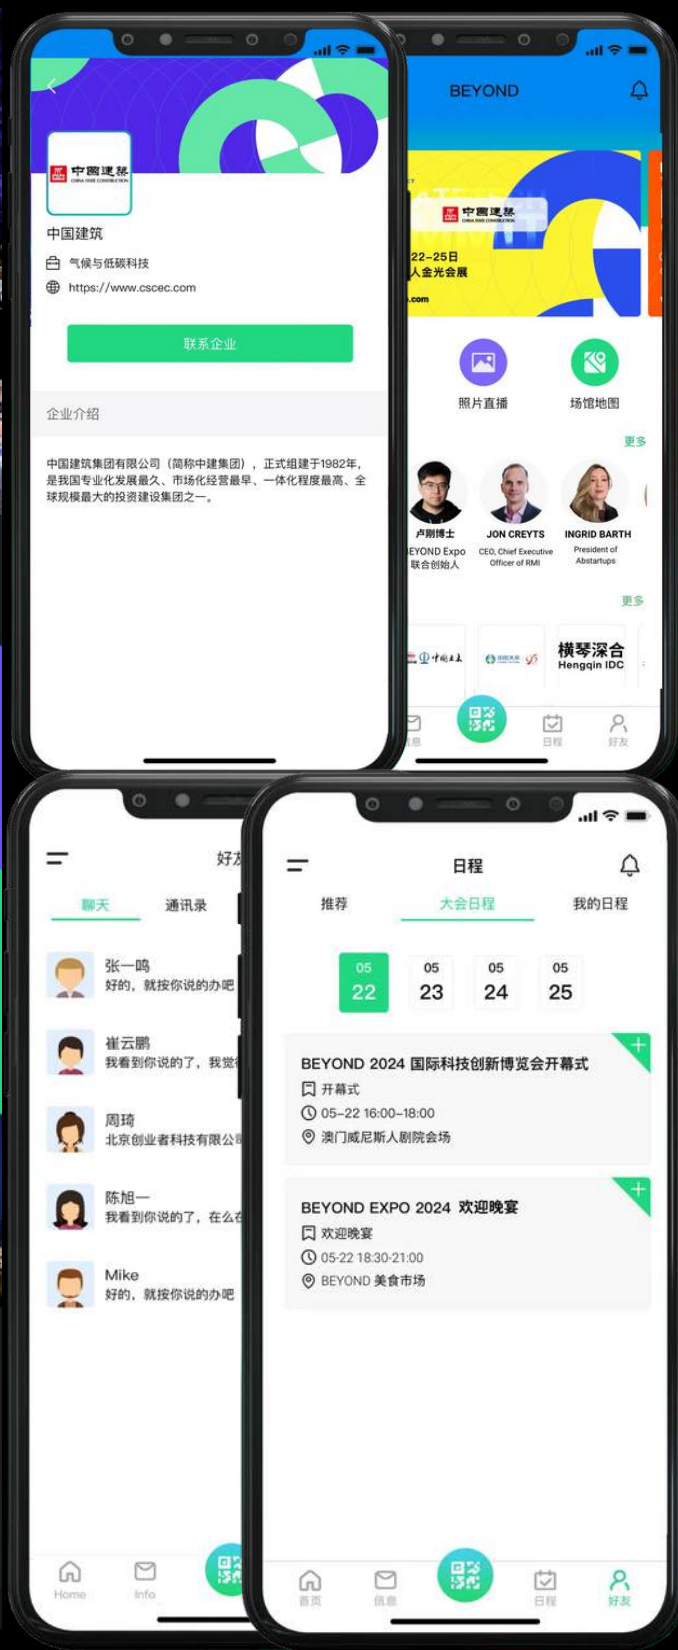 中國建築
CHINA STATE CONSTRUCTION
中国建筑
气候与低碳科技
https://www.cscec.com
联系企业
企业介绍
中国建筑集团有限公司（简称中建集团），正式组建于1982年，
是我国专业化发展最久、市场化经营最早、一体化程度最高、全
球规模最大的投资建设集团之一。
BEYOND
中國建築
22-25日
人金光会展
.com
照片直播
场馆地图
更多
卢刚博士
EYOND Expo
联合创始人
JON CREYTS
CEO, Chief Executive
Officer of RMI
INGRID BARTH
President of
Abstartups
更多
横琴深合
Hengqin IDC
信息
日程
好友
好友
聊天
通讯录
张一鸣
好的，就按你说的办吧
崔云鹏
我看到你说的了，我觉得
周琦
北京创业者科技有限公司
陈旭一
我看到你说的了，在么在
Mike
好的，就按你说的办吧
Home
Info
日程
推荐
大会日程
我的日程
05
22
05
23
05
24
05
25
BEYOND 2024 国际科技创新博览会开幕式
开幕式
05-22 16:00-18:00
澳门威尼斯人剧院会场
BEYOND EXPO 2024 欢迎晚宴
欢迎晚宴
05-22 18:30-21:00
BEYOND 美食市场
首页
信息
日程
好友